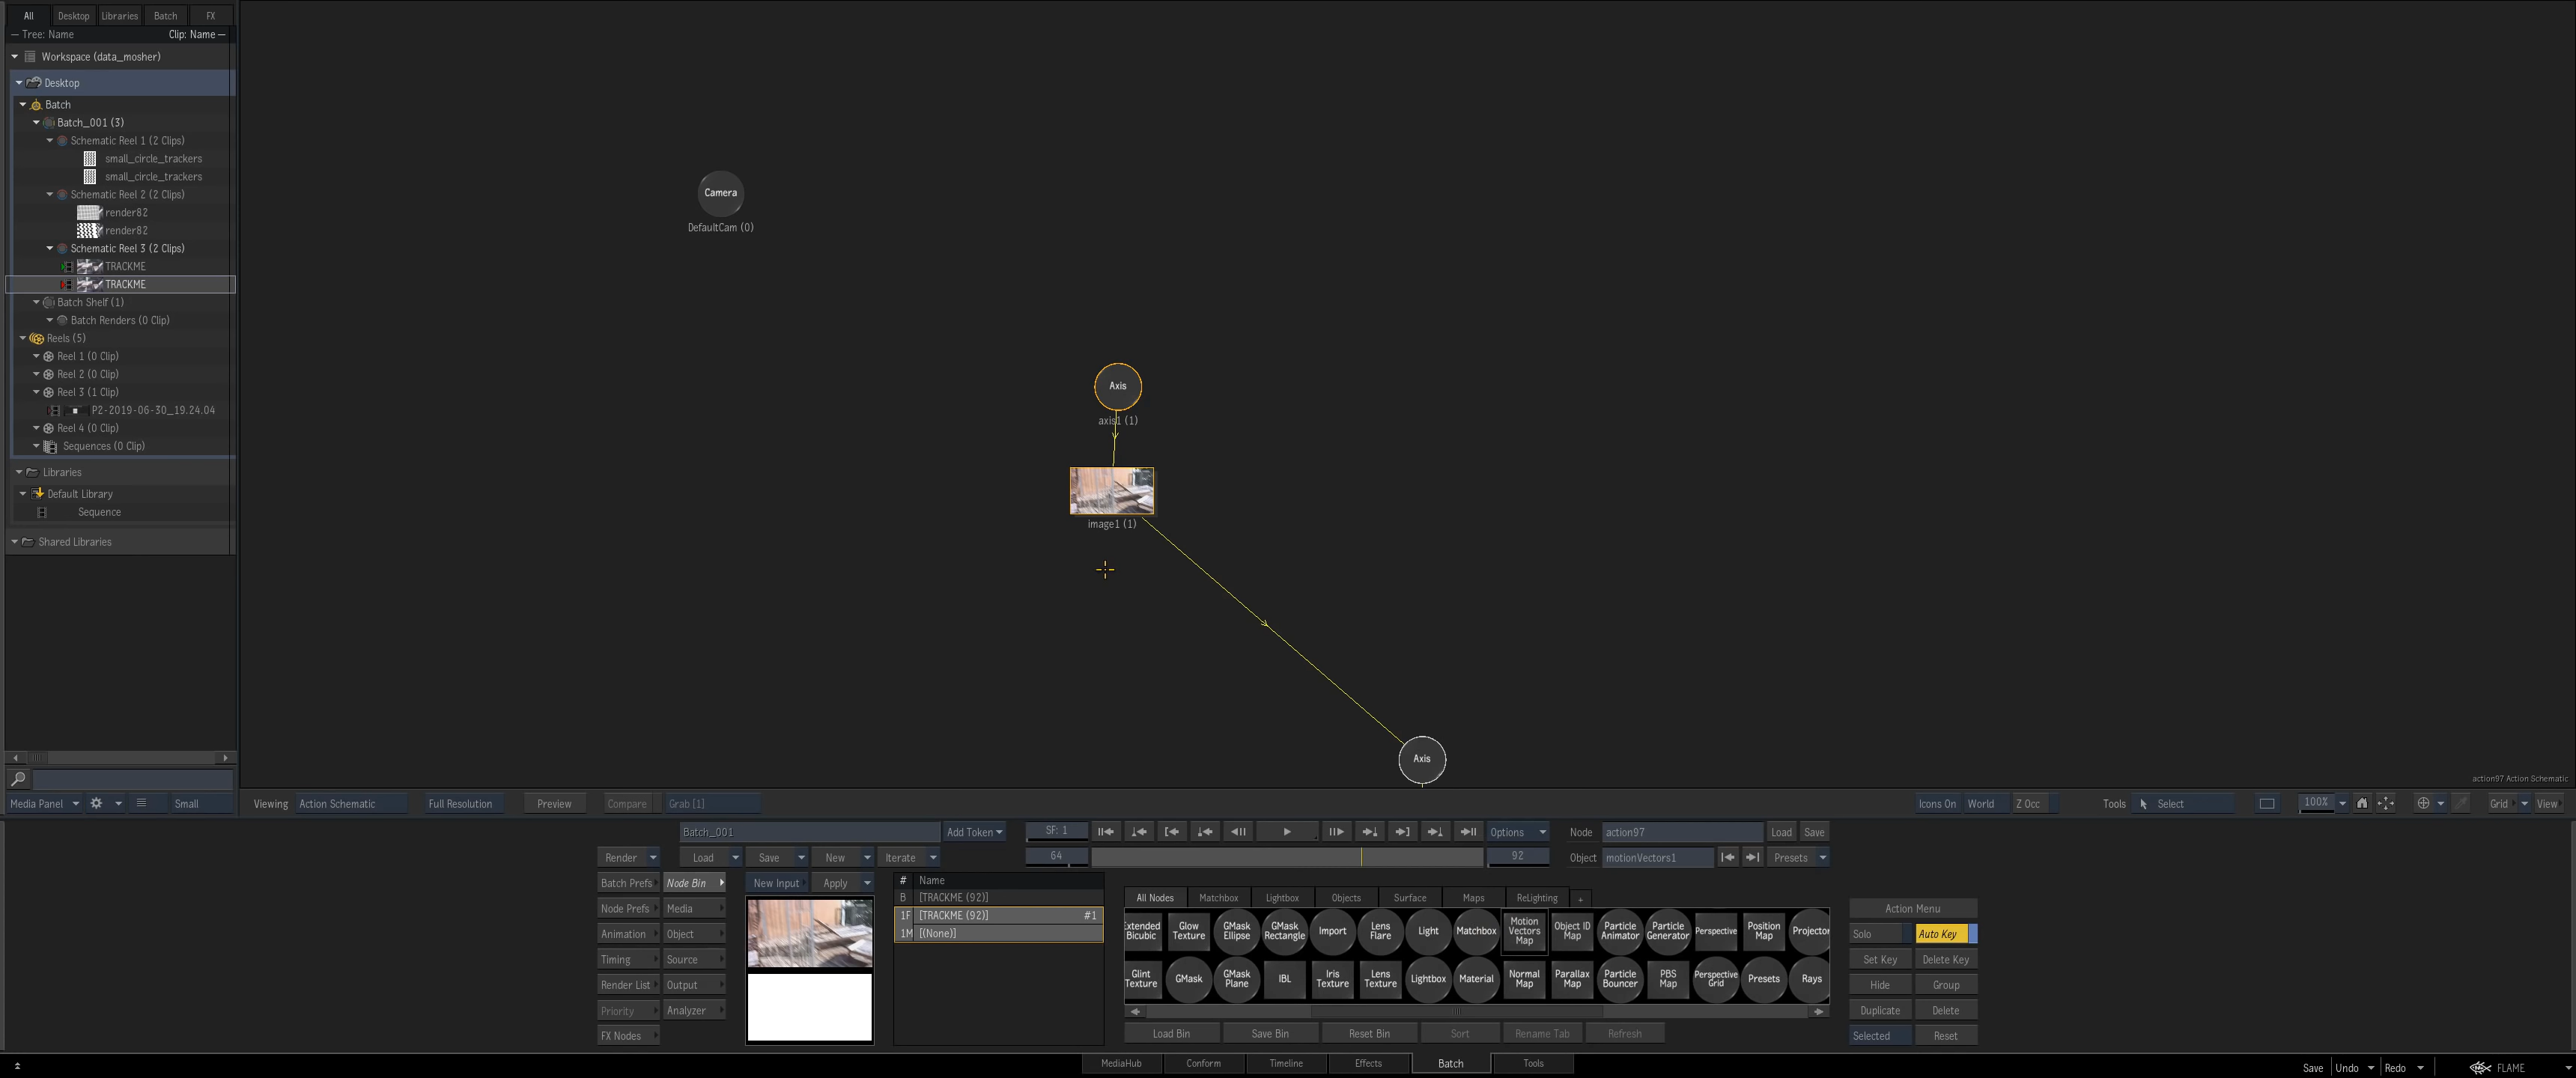 All Desktop Libraries Batch FX
Tree: Name Clip: Name
Workspace (data_mosher)
Desktop
Batch
Batch_001 (3)
Schematic Reel 1 (2 Clips)
small_circle_trackers
small_circle_trackers
Schematic Reel 2 (2 Clips)
render82
render82
Schematic Reel 3 (2 Clips)
TRACKME
TRACKME
Batch Shelf (1)
Batch Renders (0 Clip)
Reels (5)
Reel 1 (0 Clip)
Reel 2 (0 Clip)
Reel 3 (1 Clip)
P2-2019-06-30_19.24.04
Reel 4 (0 Clip)
Sequences (0 Clip)
Libraries
Default Library
Sequence
Shared Libraries
Camera
DefaultCam (0)
Axis
axis1 (1)
image1 (1)
Axis
action97 Action Schematic
Media Panel Small Viewing Action Schematic Full Resolution Preview Compare Grab [1] Icons On World Z Occ Tools Select 100% Grid View
Batch_001 Add Token SF: 1 Options Node action97 Load Save
Render Load Save New Iterate 64 92 Object motionVectors1 Presets
Batch Prefs Node Bin New Input Apply
Node Prefs Media
Animation Object
Timing Source
Render List Output
Priority Analyzer
FX Nodes
# Name
B [TRACKME (92)]
1F [TRACKME (92)] #1
1M [(None)]
All Nodes Matchbox Lightbox Objects Surface Maps ReLighting +
Extended Bicubic Glow Texture GMask Ellipse GMask Rectangle Import Lens Flare Light Matchbox Motion Vectors Map Object ID Map Particle Animator Particle Generator Perspective Position Map Projector
Glint Texture GMask GMask Plane IBL Iris Texture Lens Texture Lightbox Material Normal Map Parallax Map Particle Bouncer PBS Map Perspective Grid Presets Rays
Load Bin Save Bin Reset Bin Sort Rename Tab Refresh
Action Menu
Solo Auto Key
Set Key Delete Key
Hide Group
Duplicate Delete
Selected Reset
MediaHub Conform Timeline Effects Batch Tools Save Undo Redo FLAME